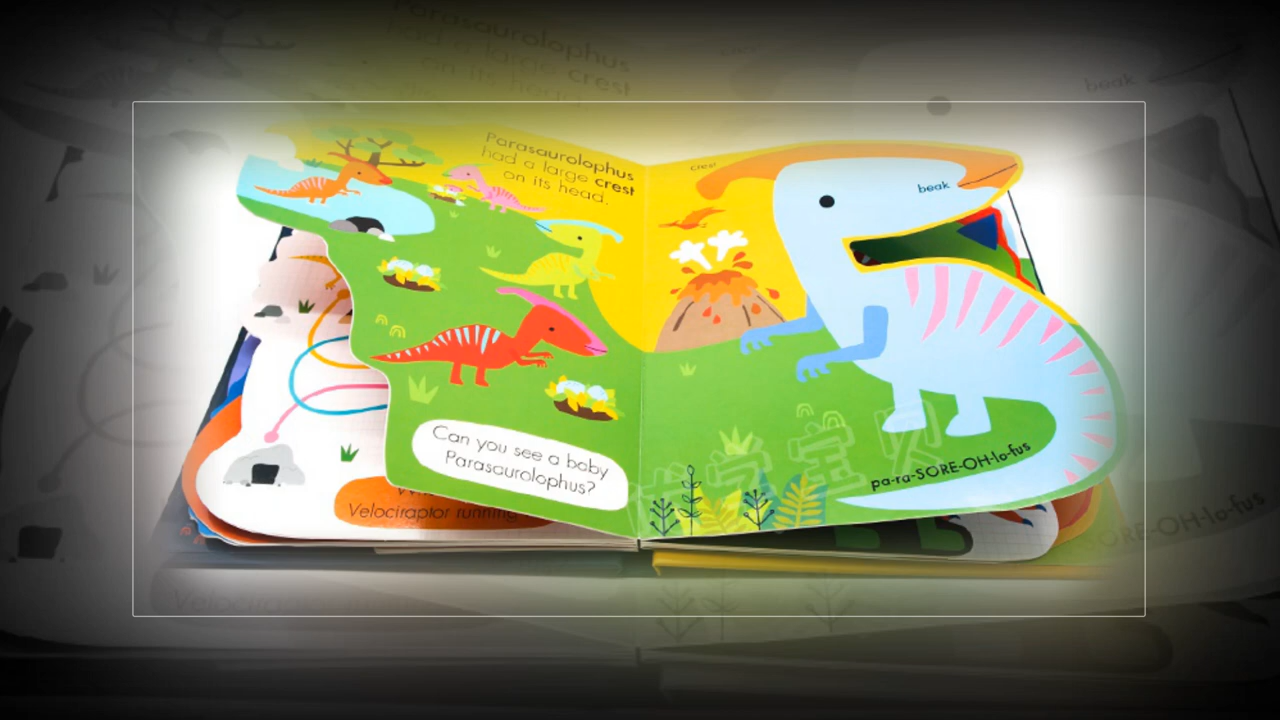 Parasaurolophus
had a large crest
on its head.
crest
beak
Can you see a baby
Parasaurolophus?
pa-ra-SORE-OH-lo-fus
Velociraptor running